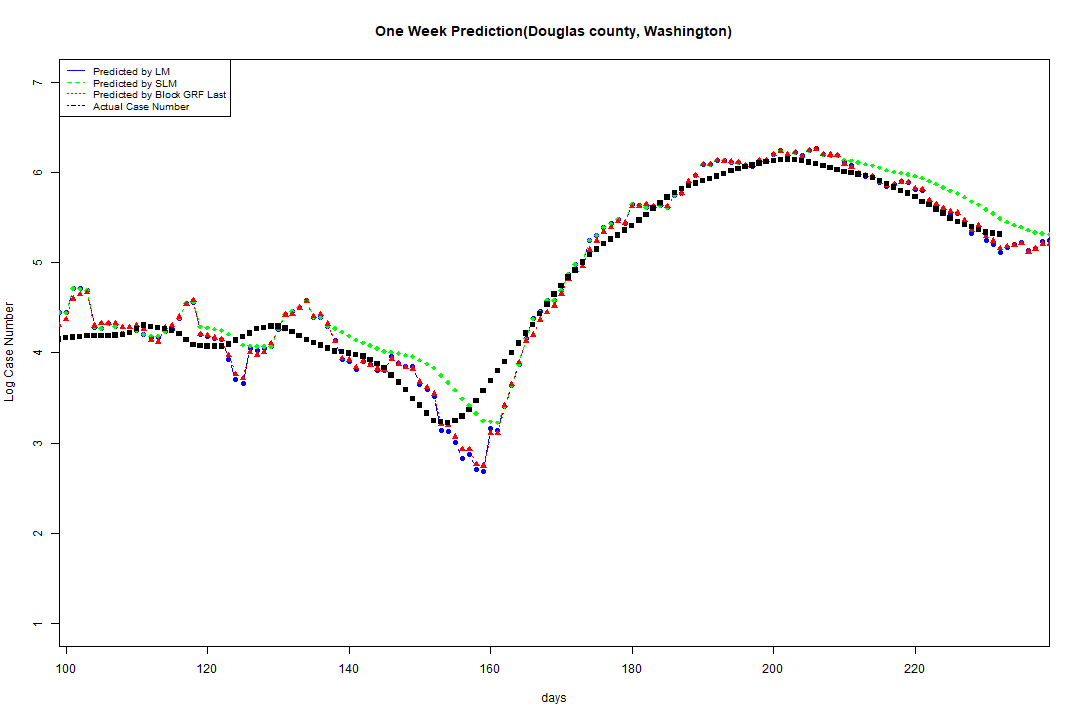 One Week Prediction(Douglas county, Washington)
Predicted by LM
Predicted by SLM
Predicted by Block GRF Last
Actual Case Number
7
6
5
4
3
2
1
Log Case Number
100 120 140 160 180 200 220
days